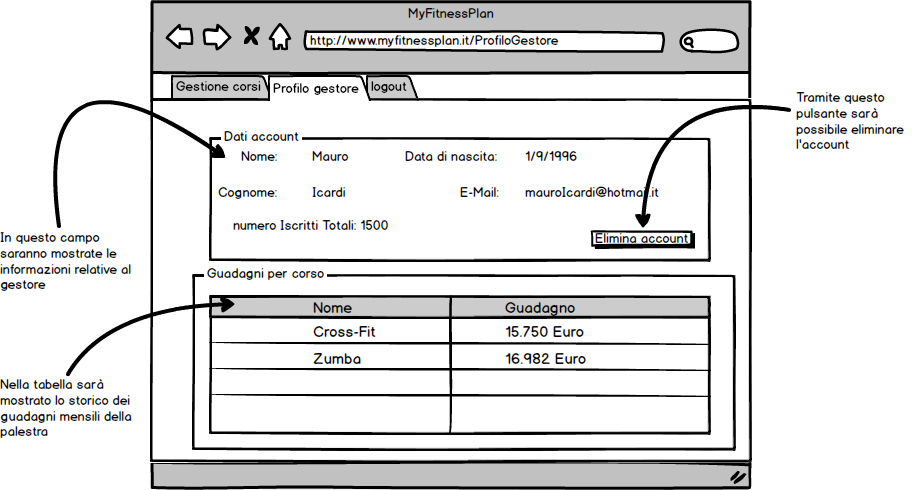 MyFitnessPlan
http://www.myfitnessplan.it/ProfiloGestore
Gestione corsi
Profilo gestore
logout
Tramite questo
pulsante sarà
possibile eliminare
l'account
Dati account
Nome: Mauro Data di nascita: 1/9/1996
Cognome: Icardi E-Mail: mauroIcardi@hotmail.it
numero Iscritti Totali: 1500
Elimina account
In questo campo
saranno mostrate le
informazioni relative al
gestore
Guadagni per corso
Nome Guadagno
Cross-Fit 15.750 Euro
Zumba 16.982 Euro
Nella tabella sarà
mostrato lo storico dei
guadagni mensili della
palestra